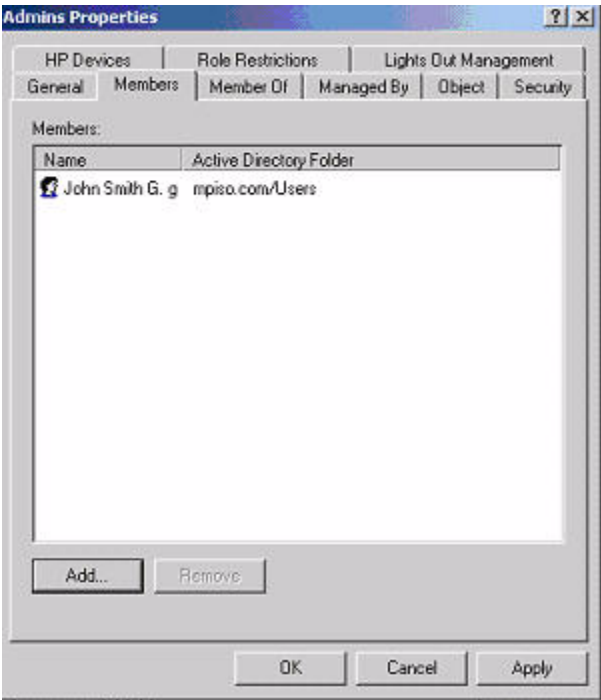 Admins Properties
HP Devices Role Restrictions Lights Out Management
General Members Member Of Managed By Object Security
Members:
Name Active Directory Folder
John Smith G. g mpiso.com/Users
Add... Remove
OK Cancel Apply